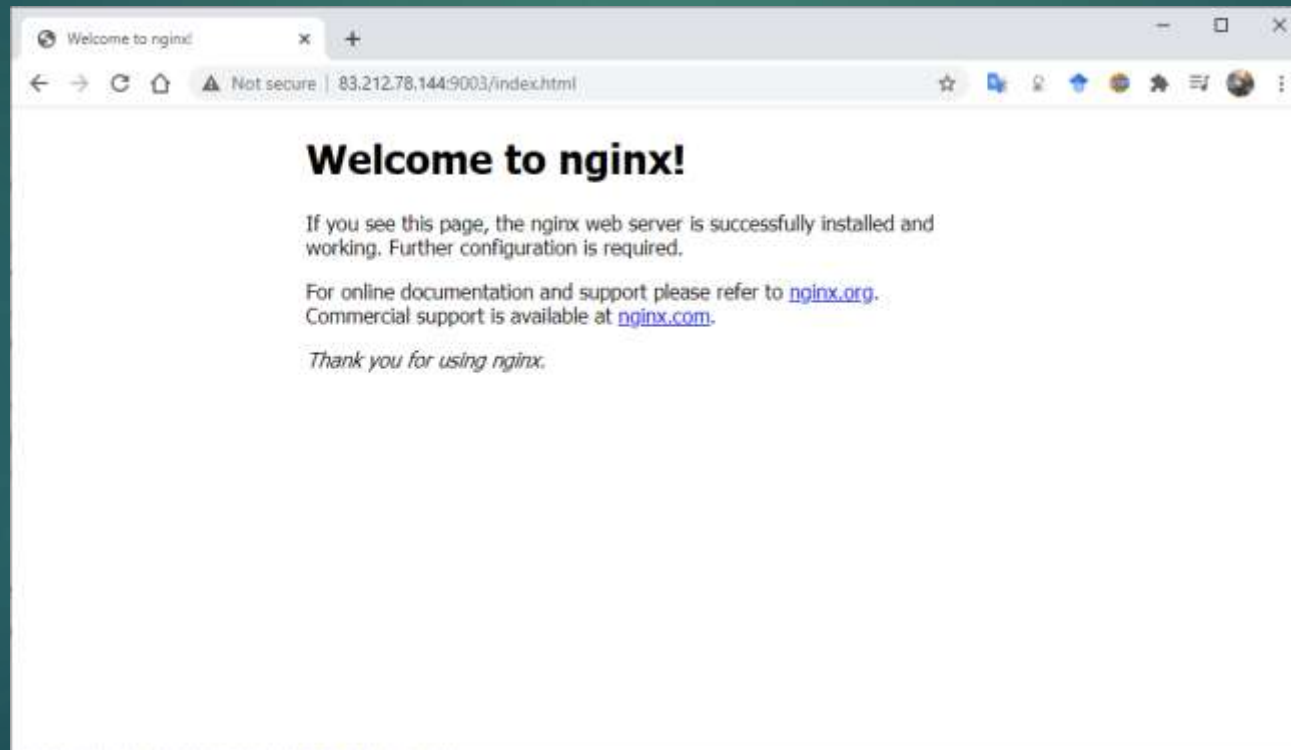 Welcome to nginx!
Not secure | 83.212.78.144:9003/index.html
Welcome to nginx!
If you see this page, the nginx web server is successfully installed and
working. Further configuration is required.
For online documentation and support please refer to nginx.org.
Commercial support is available at nginx.com.
Thank you for using nginx.